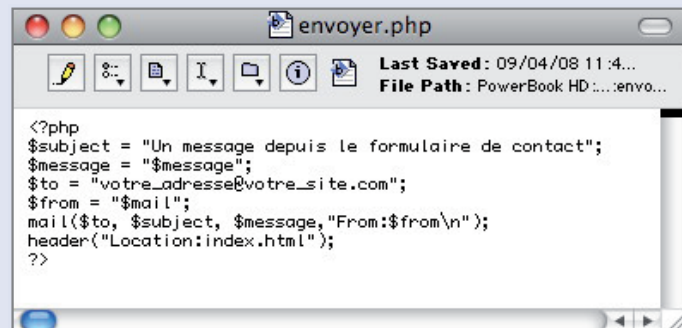 envoyer.php
Last Saved: 09/04/08 11:4...
File Path: PowerBook HD:...:envo...
<?php
$subject = "Un message depuis le formulaire de contact";
$message = "$message";
$to = "votre_adresse@votre_site.com";
$from = "$mail";
mail($to, $subject, $message,"From:$from\n");
header("Location:index.html");
?>